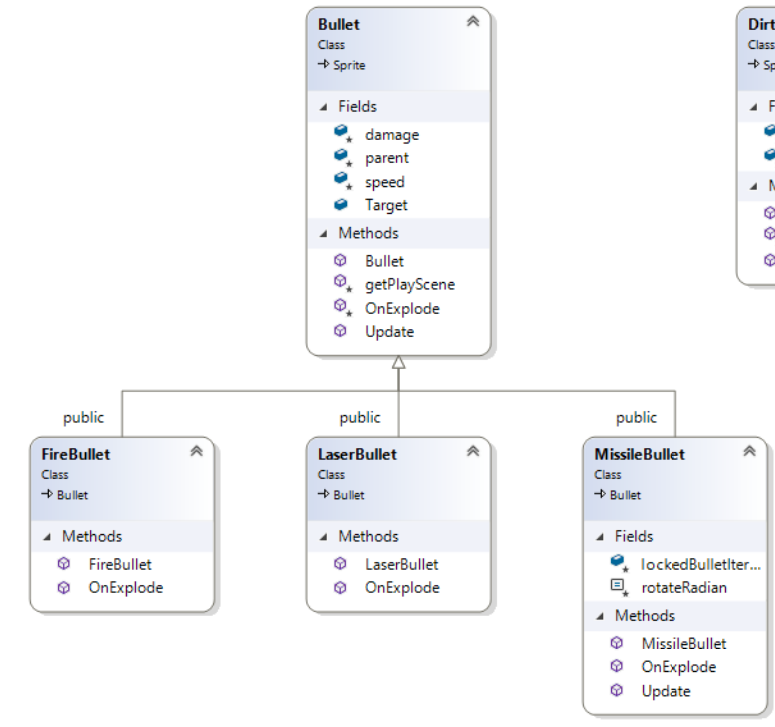 Bullet
Class
Sprite
Fields
damage
parent
speed
Target
Methods
Bullet
getPlayScene
OnExplode
Update
Dirt
Class
Sp
F
M
public
public
public
FireBullet
Class
Bullet
Methods
FireBullet
OnExplode
LaserBullet
Class
Bullet
Methods
LaserBullet
OnExplode
MissileBullet
Class
Bullet
Fields
lockedBulletIter...
rotateRadian
Methods
MissileBullet
OnExplode
Update